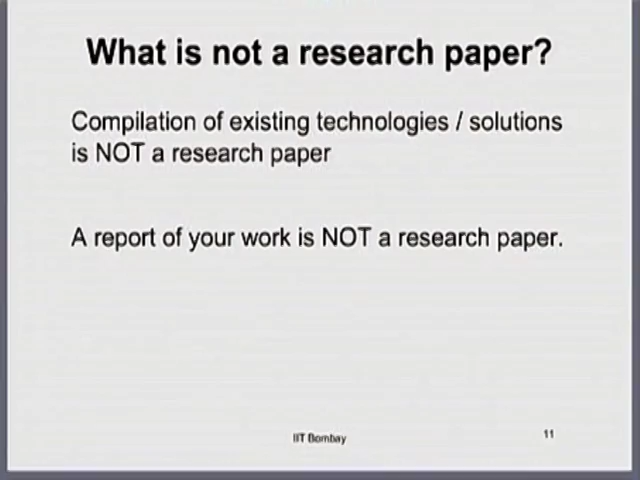 What is not a research paper?
Compilation of existing technologies / solutions
is NOT a research paper
A report of your work is NOT a research paper.
IIT Bombay
11